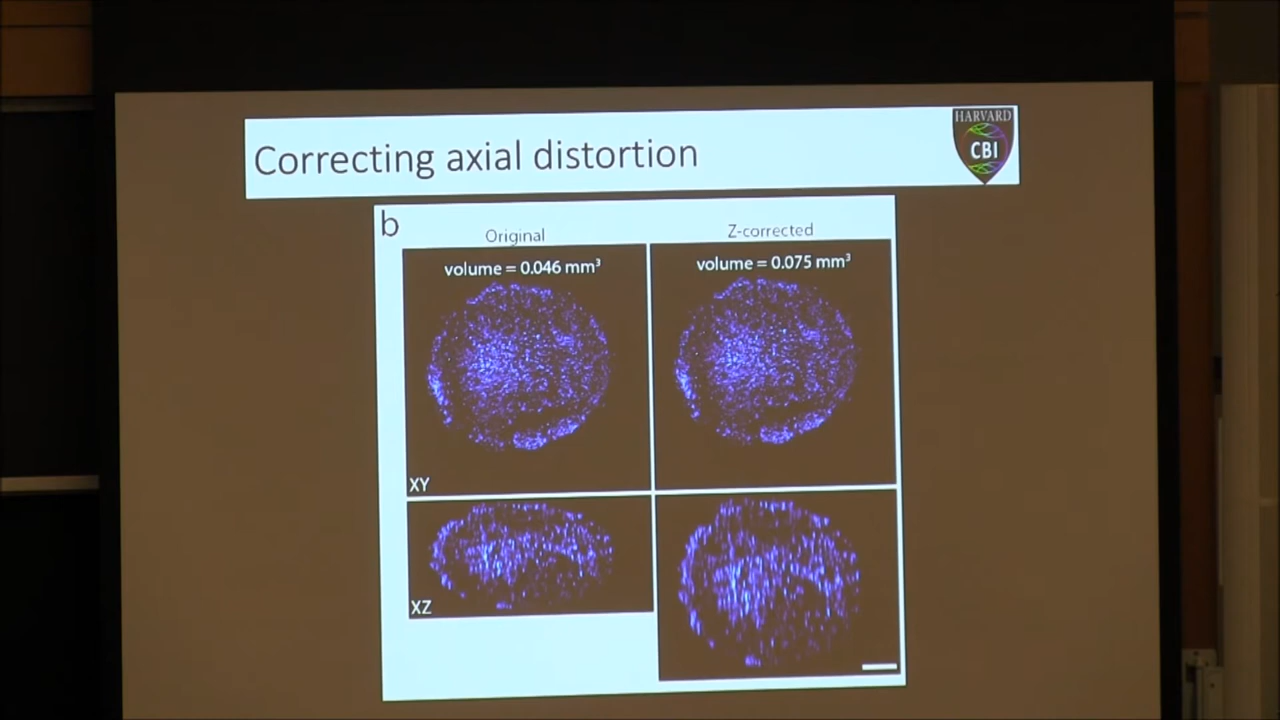 Correcting axial distortion
HARVARD
CBI
b
Original
Z-corrected
volume = 0.046 mm³
volume = 0.075 mm³
XY
XZ